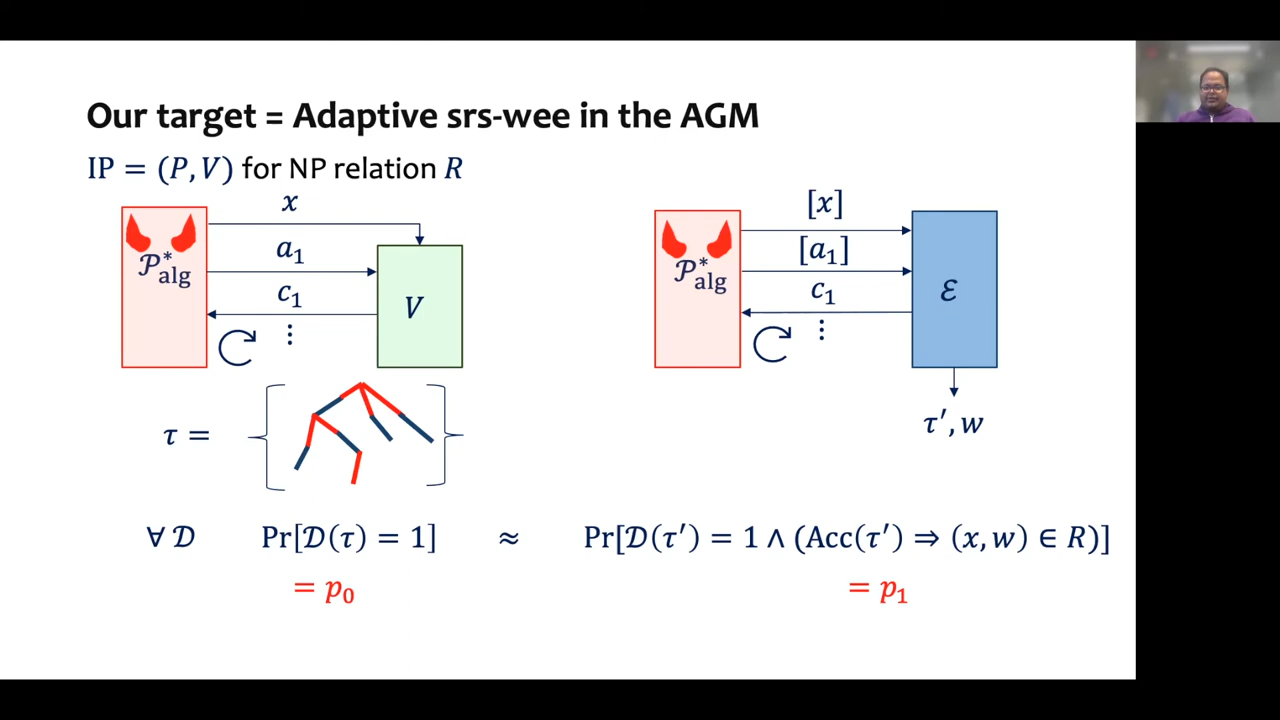 Our target = Adaptive srs-wee in the AGM
IP = (P, V) for NP relation R
x
a₁
c₁
⋮
𝒫*alg
V
[x]
[a₁]
c₁
⋮
𝒫*alg
ℰ
τ′, w
τ =
∀ 𝒟 Pr[𝒟(τ) = 1] ≈ Pr[𝒟(τ′) = 1 ∧ (Acc(τ′) ⇒ (x, w) ∈ R)]
= p₀ = p₁